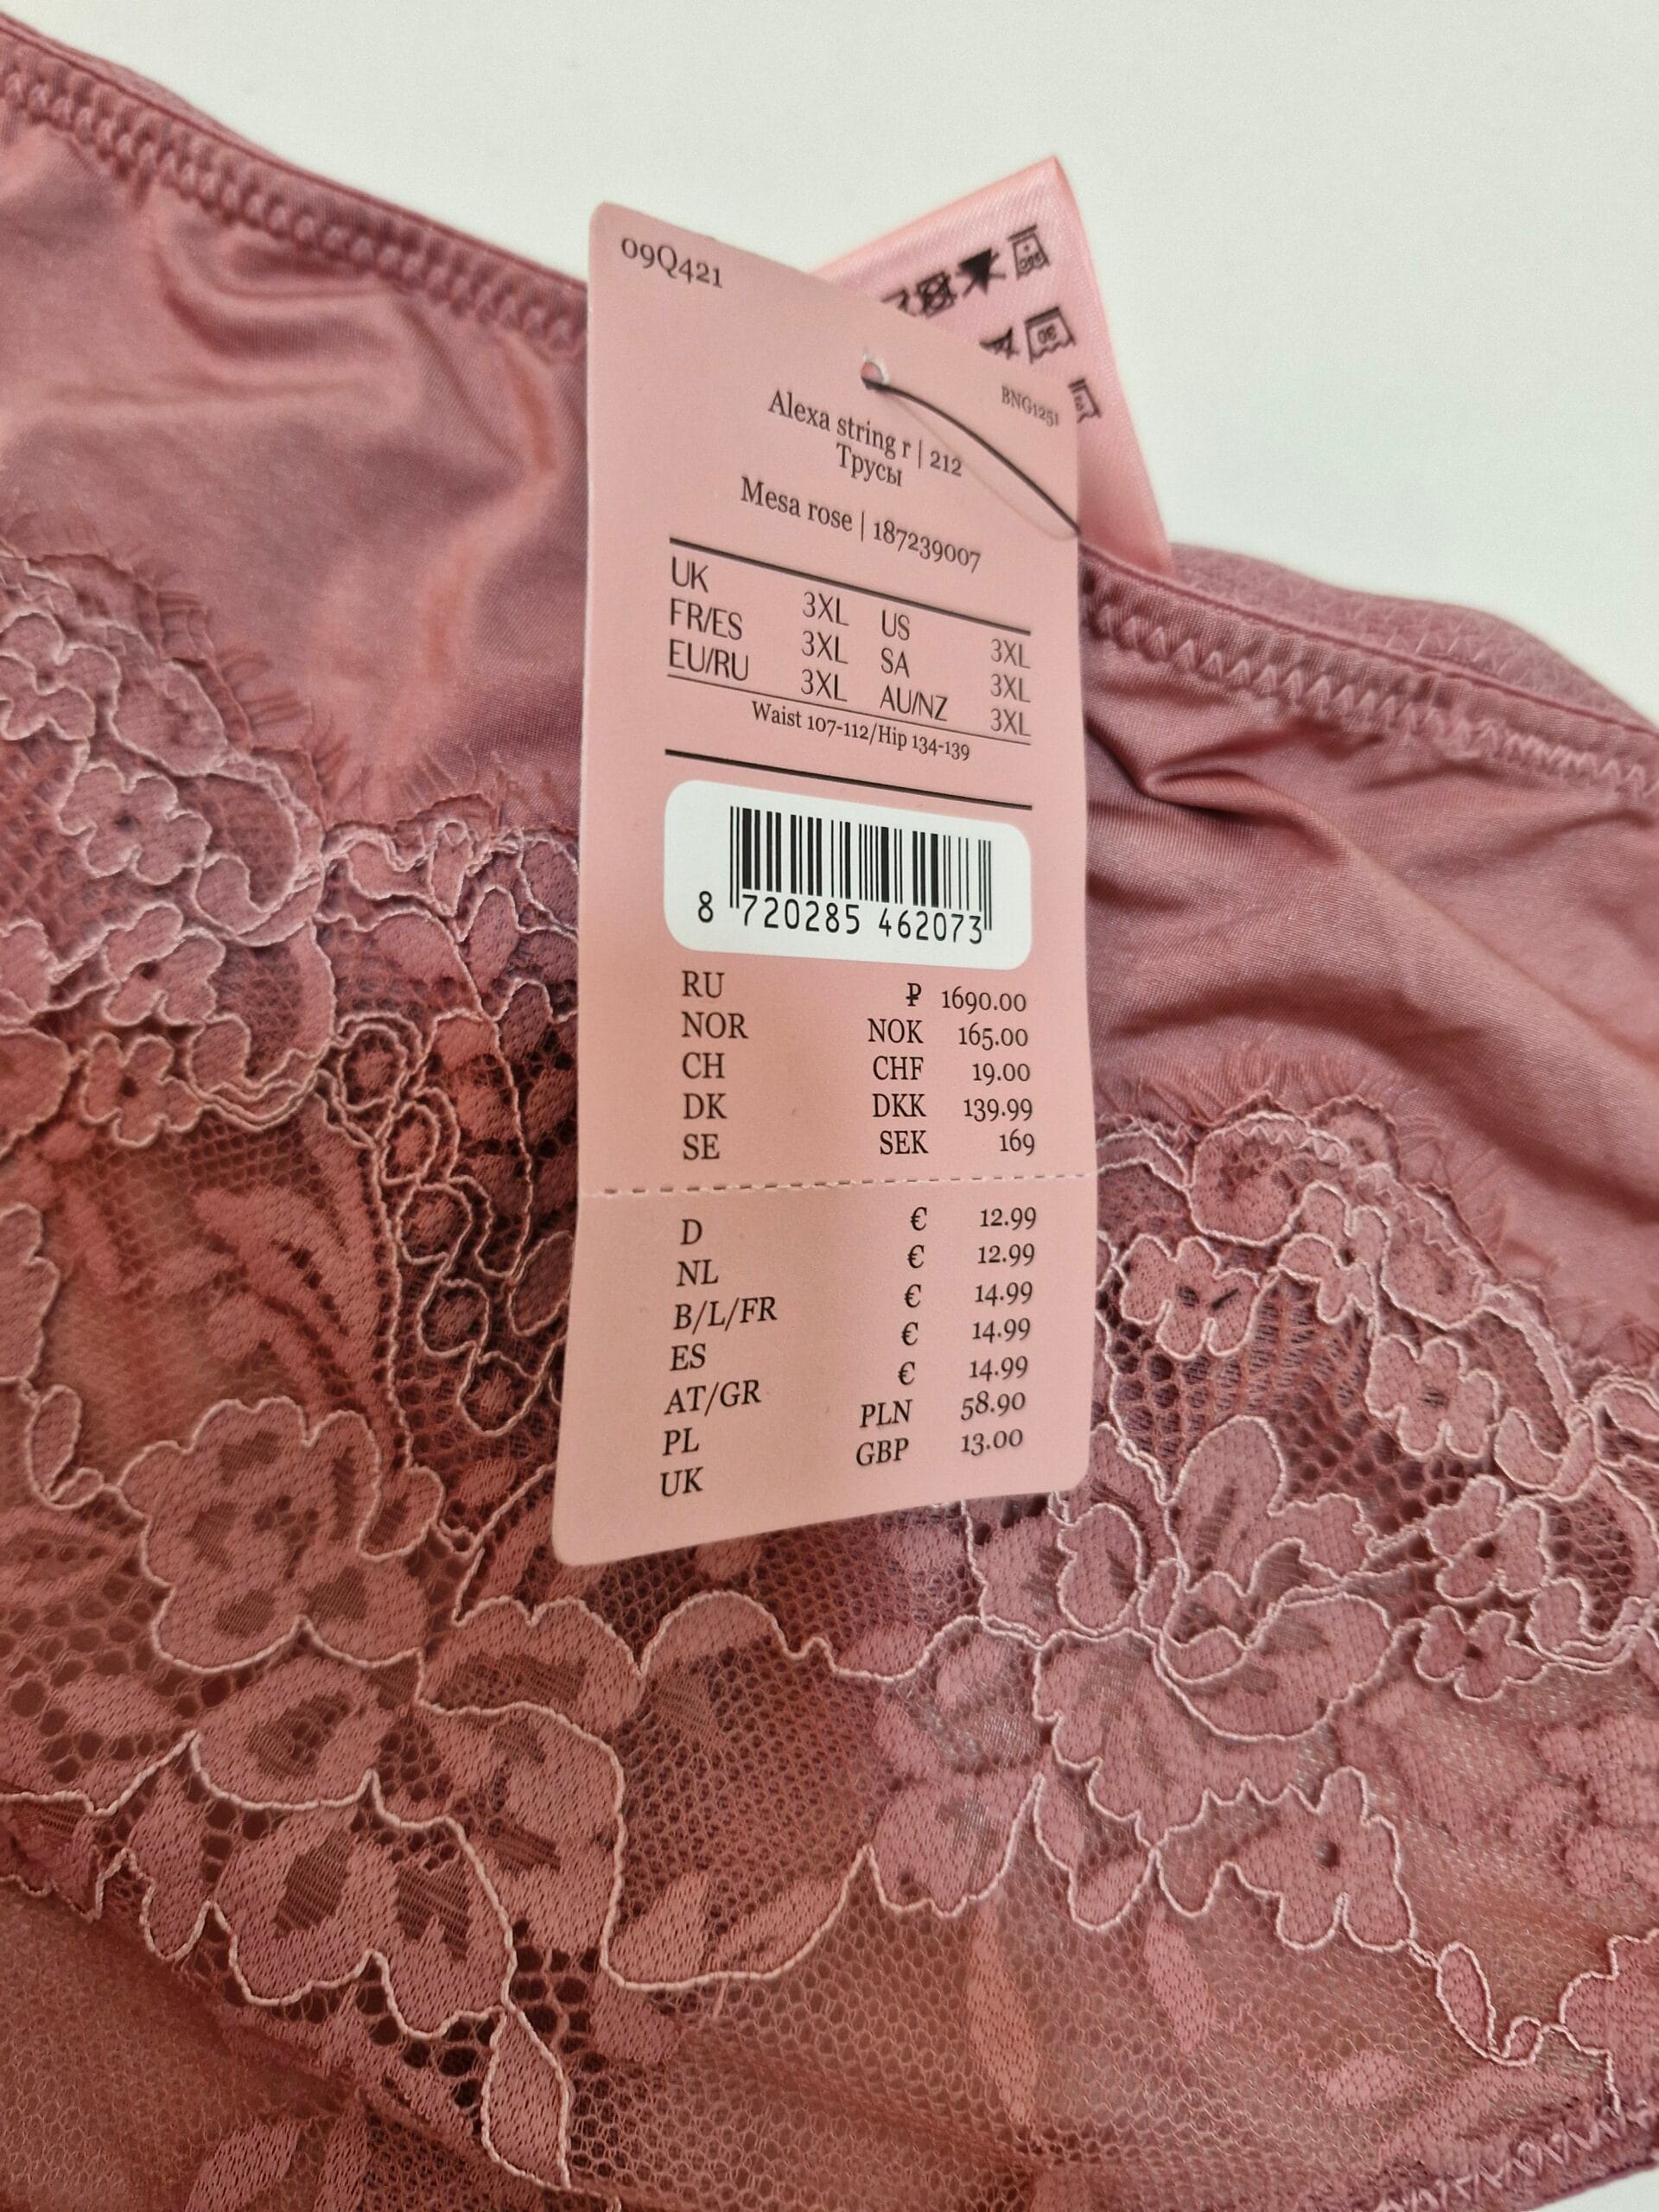 09Q421
BNG1251
Alexa string r | 212
Трусы
Mesa rose | 187239007
UK 3XL US 3XL
FR/ES 3XL SA 3XL
EU/RU 3XL AU/NZ 3XL
Waist 107-112/Hip 134-139
8 720285 462073
RU ₽ 1690.00
NOR NOK 165.00
CH CHF 19.00
DK DKK 139.99
SE SEK 169
D € 12.99
NL € 12.99
B/L/FR € 14.99
ES € 14.99
AT/GR € 14.99
PL PLN 58.90
UK GBP 13.00